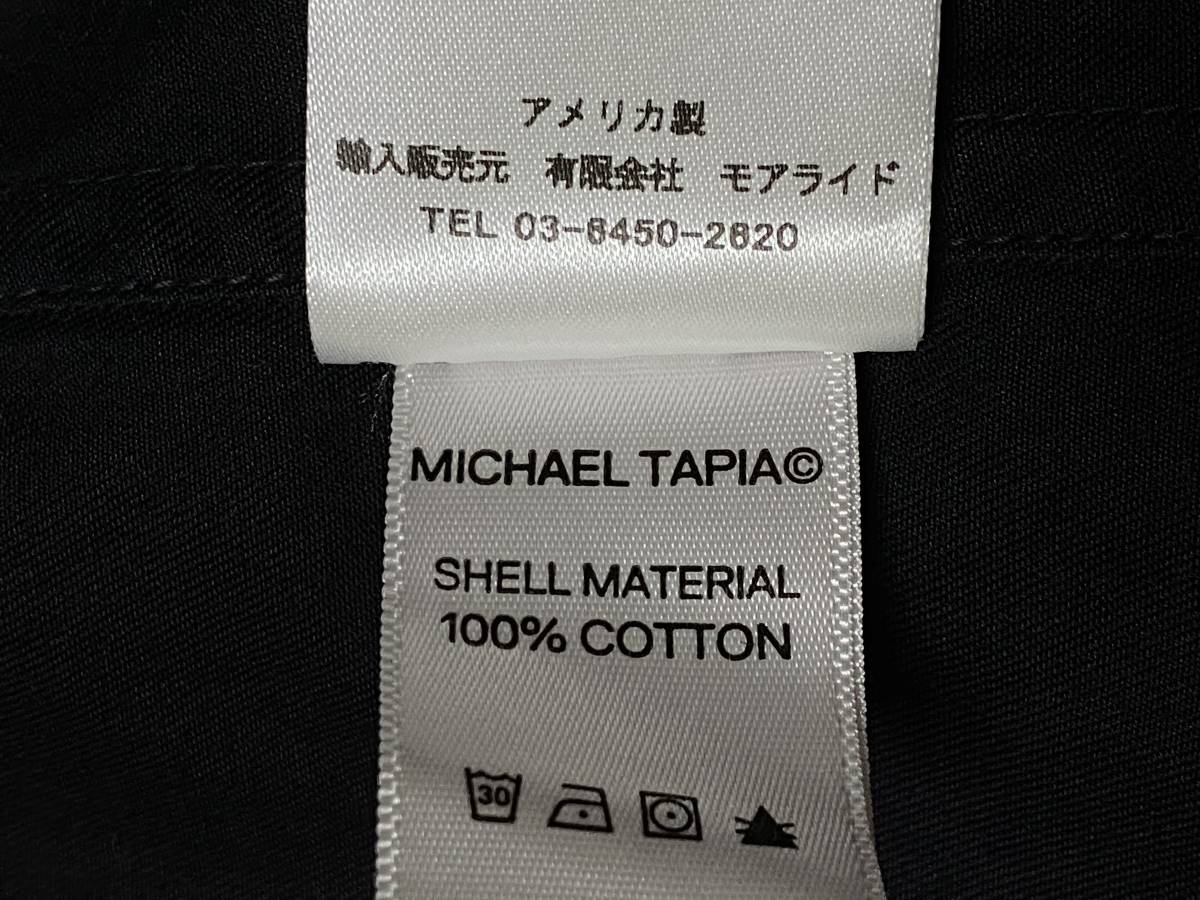 アメリカ製
輸入販売元 有限会社 モアライド
TEL 03-6450-2820
MICHAEL TAPIA©
SHELL MATERIAL
100% COTTON
30